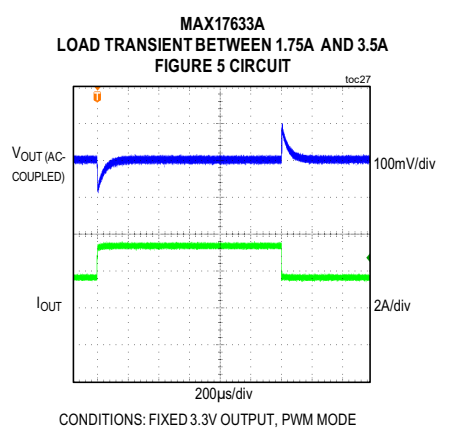 MAX17633A
LOAD TRANSIENT BETWEEN 1.75A AND 3.5A
FIGURE 5 CIRCUIT
toc27
T
VOUT (AC-
COUPLED)
100mV/div
IOUT
2A/div
200µs/div
CONDITIONS: FIXED 3.3V OUTPUT, PWM MODE